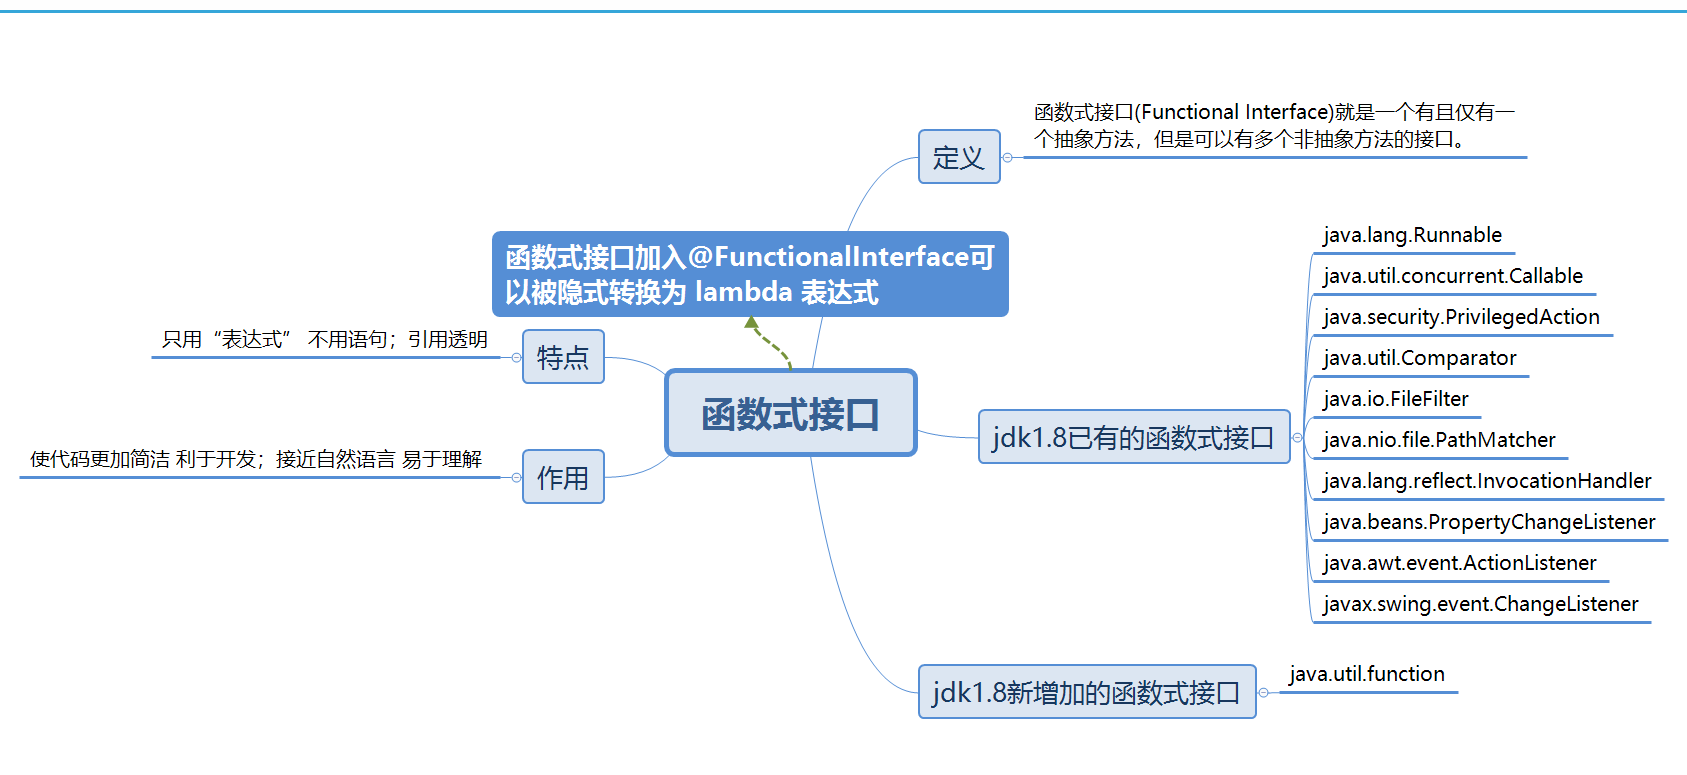 函数式接口(Functional Interface)就是一个有且仅有一
个抽象方法，但是可以有多个非抽象方法的接口。
定义
函数式接口加入@FunctionalInterface可
以被隐式转换为 lambda 表达式
只用“表达式” 不用语句；引用透明
特点
函数式接口
使代码更加简洁 利于开发；接近自然语言 易于理解
作用
jdk1.8已有的函数式接口
java.lang.Runnable
java.util.concurrent.Callable
java.security.PrivilegedAction
java.util.Comparator
java.io.FileFilter
java.nio.file.PathMatcher
java.lang.reflect.InvocationHandler
java.beans.PropertyChangeListener
java.awt.event.ActionListener
javax.swing.event.ChangeListener
jdk1.8新增加的函数式接口
java.util.function